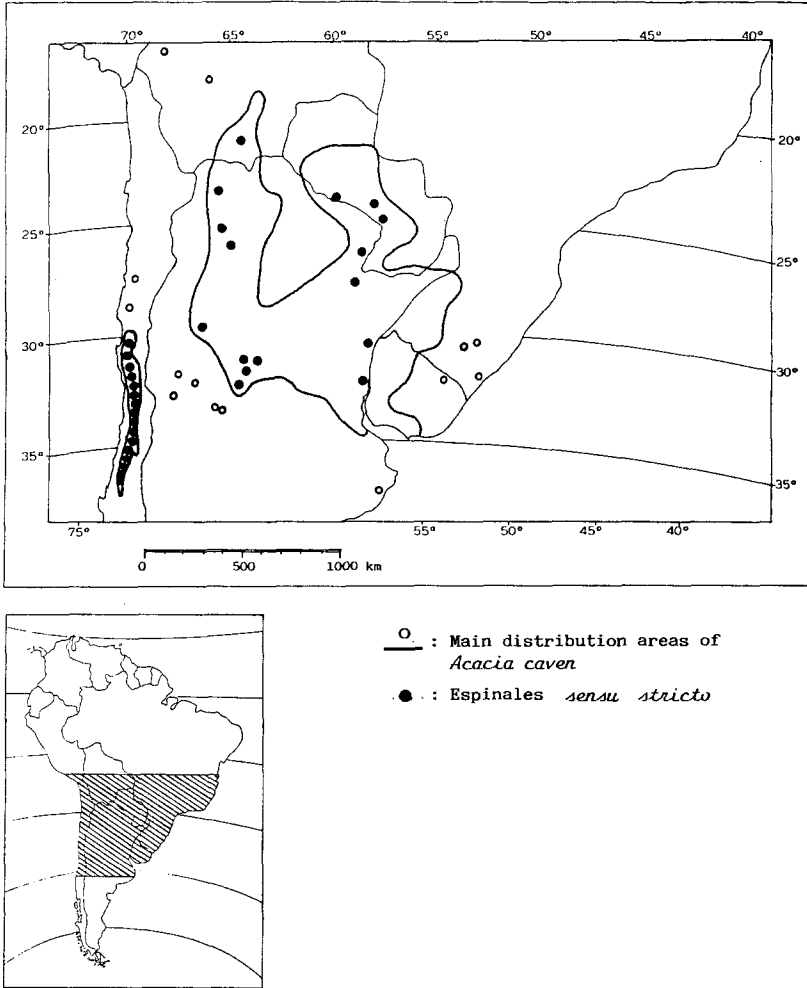 70° 65° 60° 55° 50° 45° 40°
20° 20°
25° 25°
30° 30°
35° 35°
75° 55° 50° 45° 40°
0 500 1000 km
: Main distribution areas of
Acacia caven
: Espinales sensu stricto